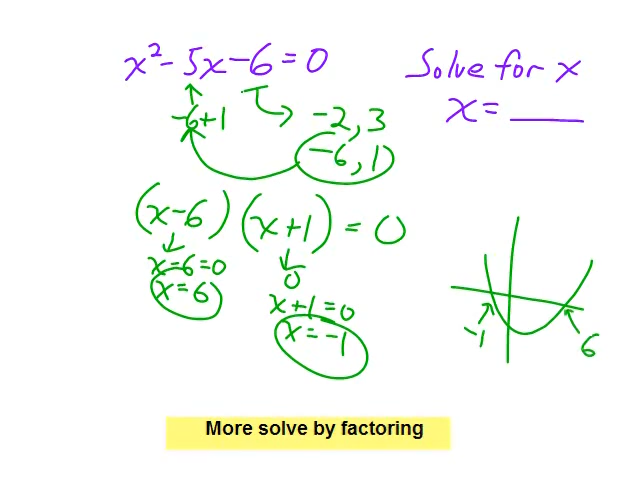 x² - 5x - 6 = 0
Solve for x
x = ____
-6+1
-2, 3
-6, 1
(x-6) (x+1) = 0
0
x-6=0
x=6
x+1=0
x=-1
-1
6
More solve by factoring